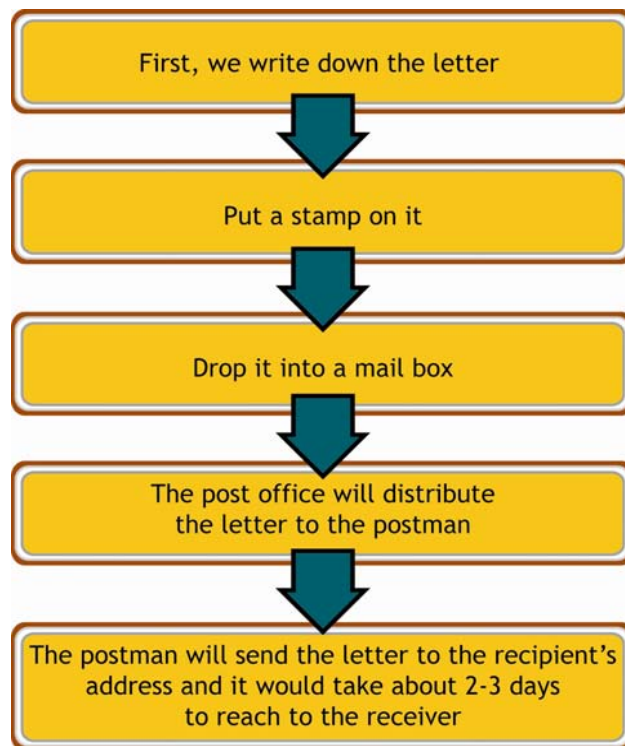 First, we write down the letter
Put a stamp on it
Drop it into a mail box
The post office will distribute
the letter to the postman
The postman will send the letter to the recipient's
address and it would take about 2-3 days
to reach to the receiver